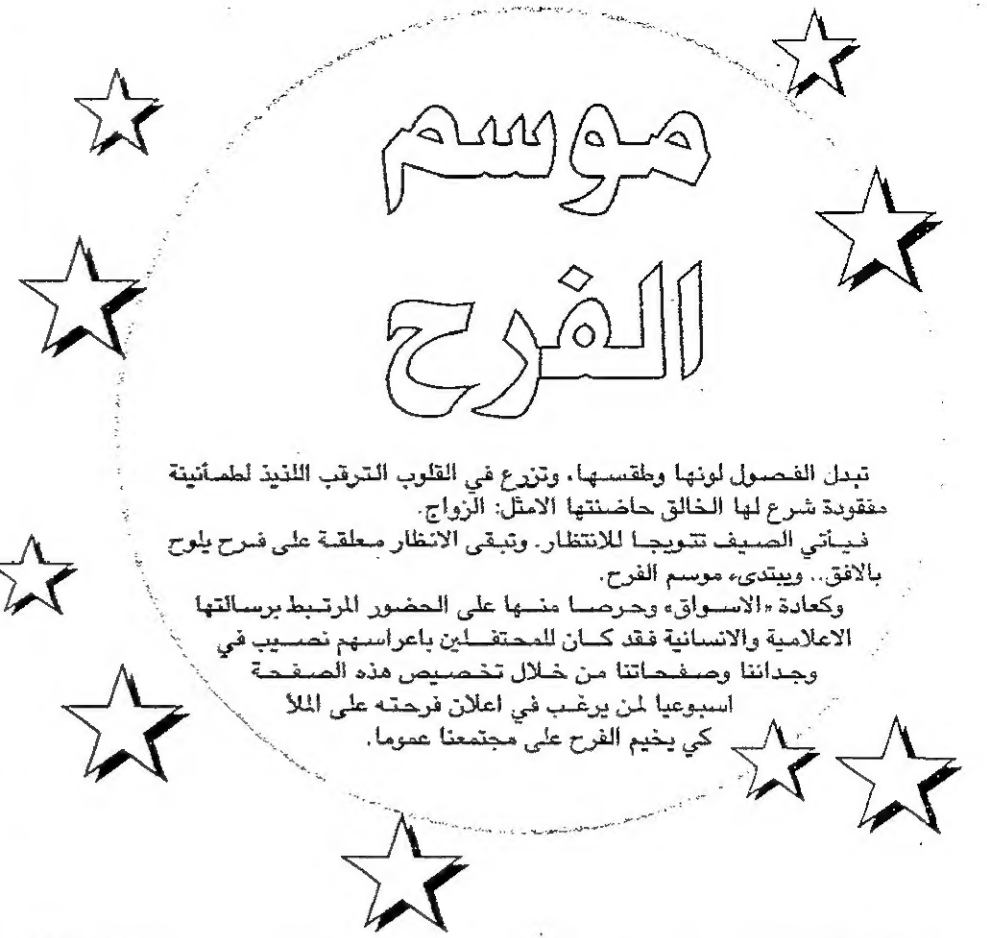 موسم
الفرح
تبدل الفصول لونها وطقسها، وتزرع في القلوب الترقب اللذيذ لطمأنينة
مفقودة شرع لها الخالق حاضنتها الامثل: الزواج.
فيأتي الصيف تتويجا للانتظار. وتبقى الانظار معلقة على فرح يلوح
بالافق.. ويبتدىء موسم الفرح.
وكعادة «الاسواق» وحرصا منها على الحضور المرتبط برسالتها
الاعلامية والانسانية فقد كان للمحتفلين باعراسهم نصيب في
وجداننا وصفحاتنا من خلال تخصيص هذه الصفحة
اسبوعيا لمن يرغب في اعلان فرحته على الملأ
كي يخيم الفرح على مجتمعنا عموما.